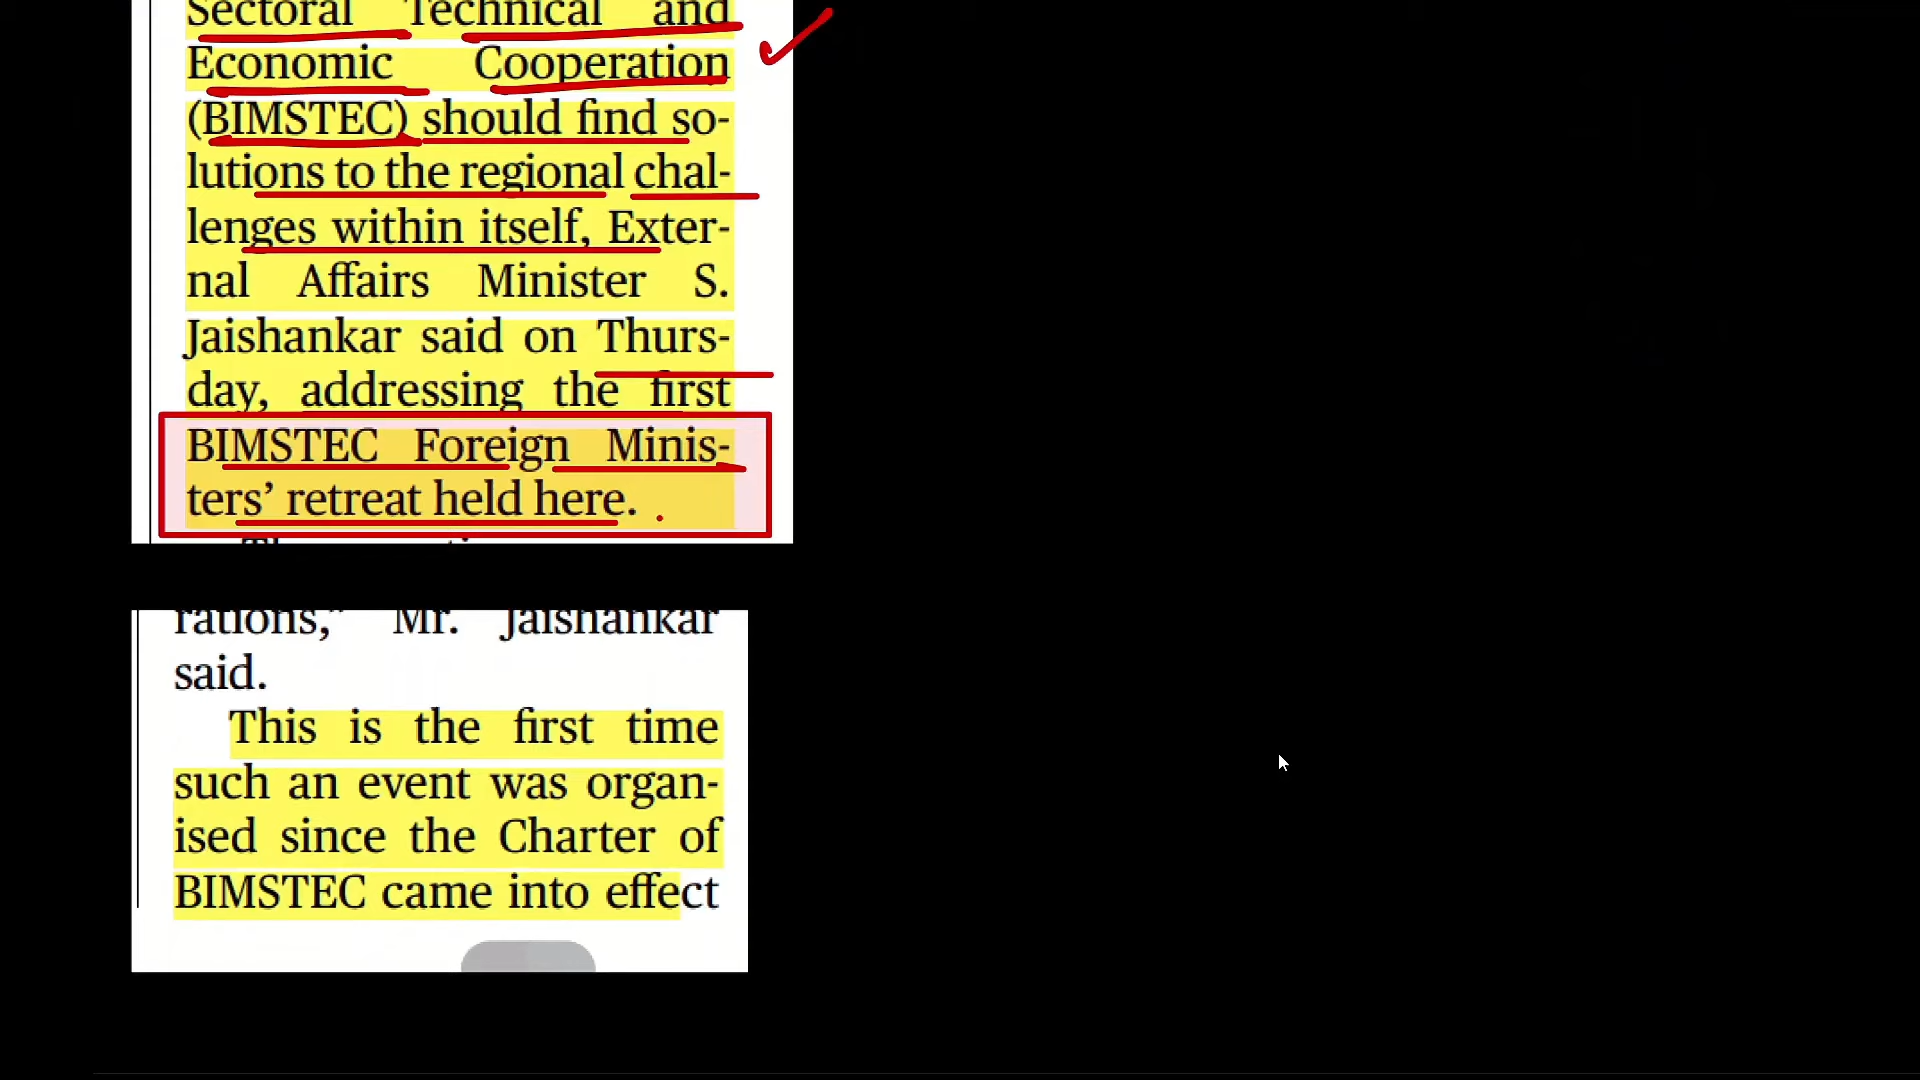 Sectoral Technical and
Economic Cooperation
(BIMSTEC) should find so-
lutions to the regional chal-
lenges within itself, Exter-
nal Affairs Minister S.
Jaishankar said on Thurs-
day, addressing the first
BIMSTEC Foreign Minis-
ters’ retreat held here.
rations,” Mr. Jaishankar
said.
This is the first time
such an event was organ-
ised since the Charter of
BIMSTEC came into effect